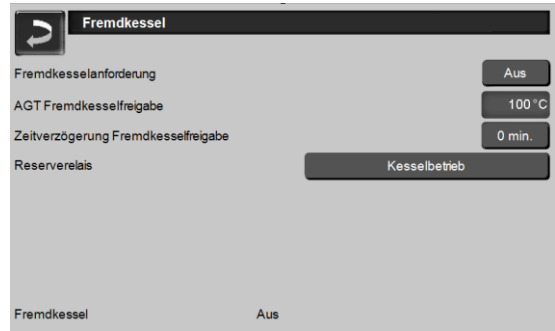 Fremdkessel
Fremdkesselanforderung Aus
AGT Fremdkesselfreigabe 100 °C
Zeitverzögerung Fremdkesselfreigabe 0 min.
Reserverelais Kesselbetrieb
Fremdkessel Aus